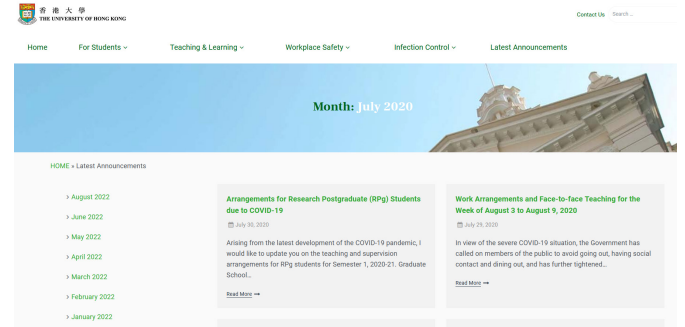 香 港 大 學
THE UNIVERSITY OF HONG KONG
Contact Us Search ...
Home For Students Teaching & Learning Workplace Safety Infection Control Latest Announcements
Month: July 2020
HOME » Latest Announcements
» August 2022
» June 2022
» May 2022
» April 2022
» March 2022
» February 2022
» January 2022
Arrangements for Research Postgraduate (RPg) Students
due to COVID-19
July 30, 2020
Arising from the latest development of the COVID-19 pandemic, I
would like to update you on the teaching and supervision
arrangements for RPg students for Semester 1, 2020-21. Graduate
School...
Read More →
Work Arrangements and Face-to-face Teaching for the
Week of August 3 to August 9, 2020
July 29, 2020
In view of the severe COVID-19 situation, the Government has
called on members of the public to avoid going out, having social
contact and dining out, and has further tightened...
Read More →